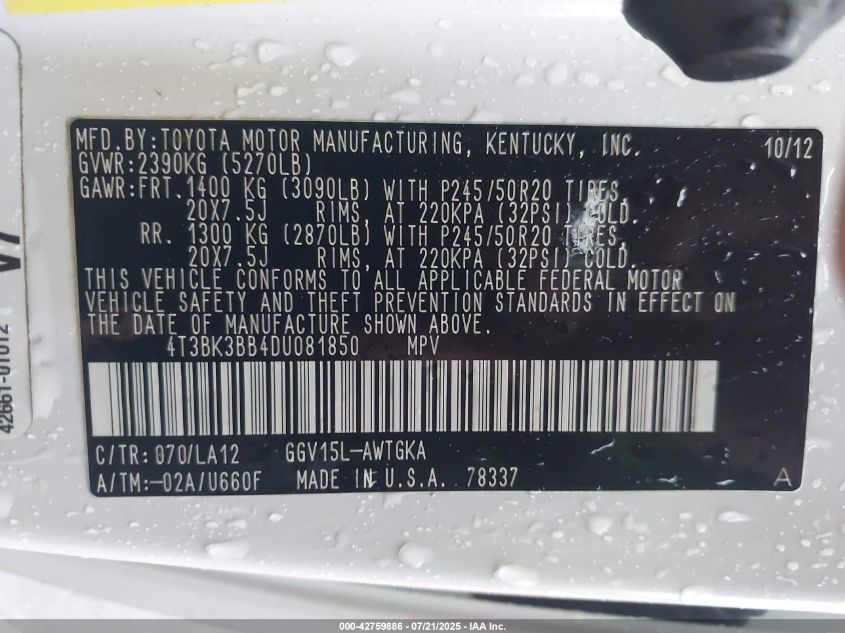 MFD.BY:TOYOTA MOTOR MANUFACTURING, KENTUCKY, INC. 10/12
GVWR:2390KG (5270LB)
GAWR:FRT.1400 KG (3090LB) WITH P245/50R20 TIRES,
20X7.5J RIMS, AT 220KPA (32PSI) COLD.
RR. 1300 KG (2870LB) WITH P245/50R20 TIRES,
20X7.5J RIMS, AT 220KPA (32PSI) COLD.
THIS VEHICLE CONFORMS TO ALL APPLICABLE FEDERAL MOTOR
VEHICLE SAFETY AND THEFT PREVENTION STANDARDS IN EFFECT ON
THE DATE OF MANUFACTURE SHOWN ABOVE.
4T3BK3BB4DU081850 MPV
C/TR:070/LA12 GGV15L-AWTGKA
A/TM:-02A/U660F MADE IN U.S.A. 78337 A
V7
42661-0T012
000-42759886 - 07/21/2025 - IAA Inc.